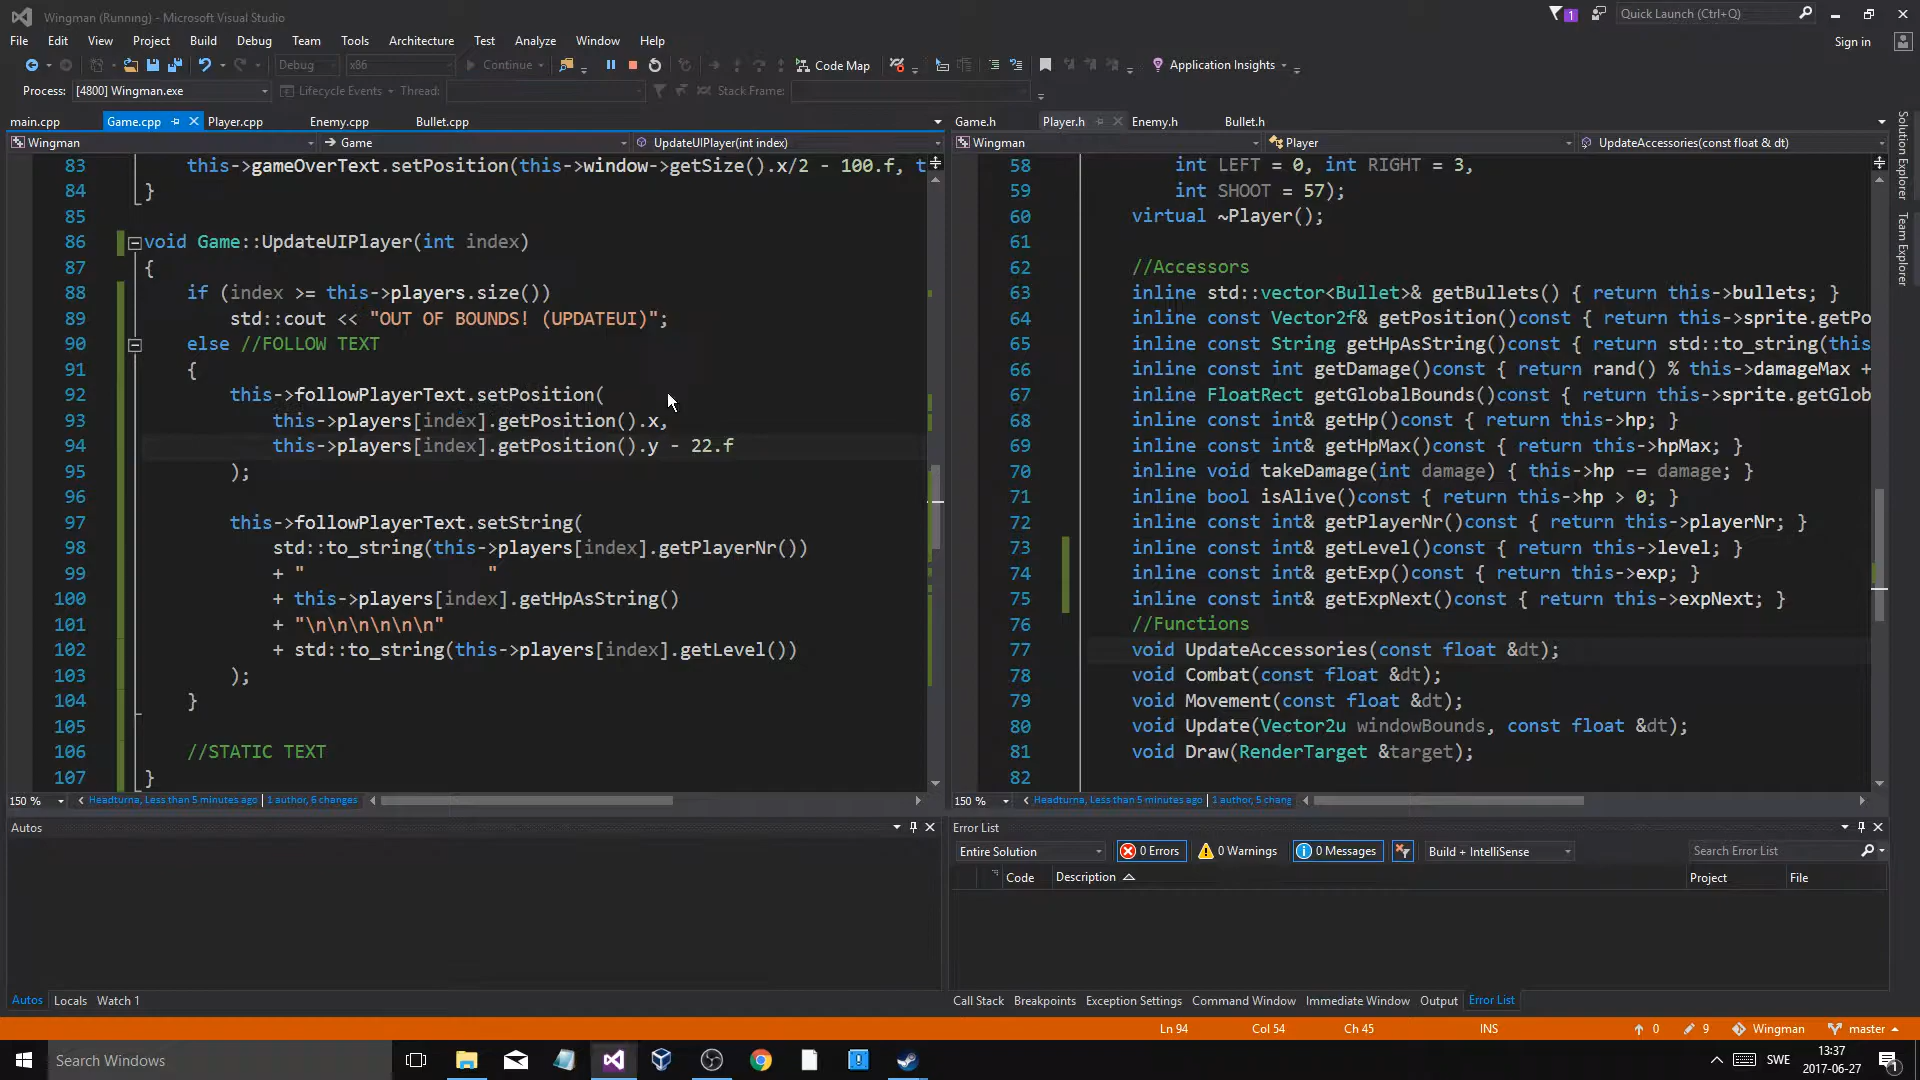 Wingman (Running) - Microsoft Visual Studio
1
Quick Launch (Ctrl+Q)
File Edit View Project Build Debug Team Tools Architecture Test Analyze Window Help
Sign in
Debug x86 Continue Code Map Application Insights
Process: [4800] Wingman.exe Lifecycle Events Thread: Stack Frame:
main.cpp Game.cpp Player.cpp Enemy.cpp Bullet.cpp
Wingman Game UpdateUIPlayer(int index)
83 this->gameOverText.setPosition(this->window->getSize().x/2 - 100.f, t
84 }
85
86 void Game::UpdateUIPlayer(int index)
87 {
88 if (index >= this->players.size())
89 std::cout << "OUT OF BOUNDS! (UPDATEUI)";
90 else //FOLLOW TEXT
91 {
92 this->followPlayerText.setPosition(
93 this->players[index].getPosition().x,
94 this->players[index].getPosition().y - 22.f
95 );
96
97 this->followPlayerText.setString(
98 std::to_string(this->players[index].getPlayerNr())
99 + "                 "
100 + this->players[index].getHpAsString()
101 + "\n\n\n\n\n\n"
102 + std::to_string(this->players[index].getLevel())
103 );
104 }
105
106 //STATIC TEXT
107 }
150 % Headturna, Less than 5 minutes ago | 1 author, 6 changes
Game.h Player.h Enemy.h Bullet.h
Wingman Player UpdateAccessories(const float & dt)
58 int LEFT = 0, int RIGHT = 3,
59 int SHOOT = 57);
60 virtual ~Player();
61
62 //Accessors
63 inline std::vector<Bullet>& getBullets() { return this->bullets; }
64 inline const Vector2f& getPosition()const { return this->sprite.getPo
65 inline const String getHpAsString()const { return std::to_string(this
66 inline const int getDamage()const { return rand() % this->damageMax +
67 inline FloatRect getGlobalBounds()const { return this->sprite.getGlob
68 inline const int& getHp()const { return this->hp; }
69 inline const int& getHpMax()const { return this->hpMax; }
70 inline void takeDamage(int damage) { this->hp -= damage; }
71 inline bool isAlive()const { return this->hp > 0; }
72 inline const int& getPlayerNr()const { return this->playerNr; }
73 inline const int& getLevel()const { return this->level; }
74 inline const int& getExp()const { return this->exp; }
75 inline const int& getExpNext()const { return this->expNext; }
76 //Functions
77 void UpdateAccessories(const float &dt);
78 void Combat(const float &dt);
79 void Movement(const float &dt);
80 void Update(Vector2u windowBounds, const float &dt);
81 void Draw(RenderTarget &target);
82
150 % Headturna, Less than 5 minutes ago | 1 author, 5 chang
Solution Explorer
Team Explorer
Autos
Autos Locals Watch 1
Error List
Entire Solution 0 Errors 0 Warnings 0 Messages Build + IntelliSense Search Error List
Code Description Project File
Call Stack Breakpoints Exception Settings Command Window Immediate Window Output Error List
Ln 94 Col 54 Ch 45 INS 0 9 Wingman master
Search Windows
SWE
13:37
2017-06-27
1